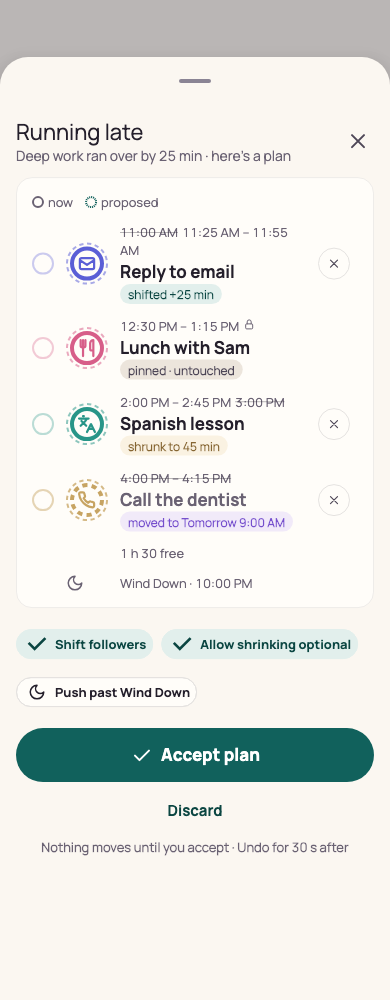 Running late
Deep work ran over by 25 min · here's a plan
now proposed
11:00 AM 11:25 AM – 11:55
AM
Reply to email
shifted +25 min
12:30 PM – 1:15 PM
Lunch with Sam
pinned · untouched
2:00 PM – 2:45 PM 3:00 PM
Spanish lesson
shrunk to 45 min
4:00 PM – 4:15 PM
Call the dentist
moved to Tomorrow 9:00 AM
1 h 30 free
Wind Down · 10:00 PM
Shift followers Allow shrinking optional
Push past Wind Down
Accept plan
Discard
Nothing moves until you accept · Undo for 30 s after